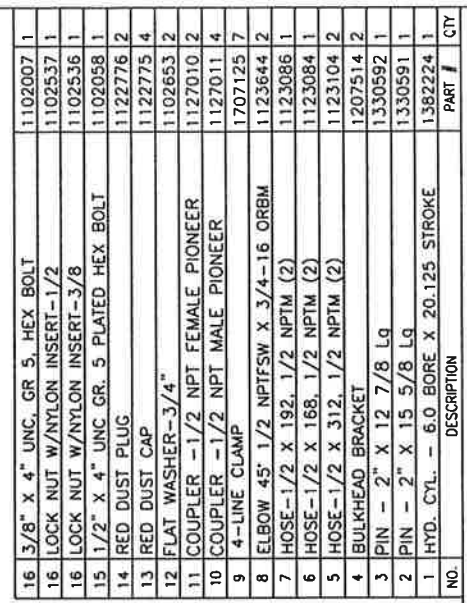 16 3/8" X 4" UNC, GR 5, HEX BOLT 1102007 1
16 LOCK NUT W/NYLON INSERT-1/2 1102537 1
16 LOCK NUT W/NYLON INSERT-3/8 1102536 1
15 1/2" X 4" UNC GR. 5 PLATED HEX BOLT 1102058 1
14 RED DUST PLUG 1122776 2
13 RED DUST CAP 1122775 4
12 FLAT WASHER-3/4" 1102653 2
11 COUPLER -1/2 NPT FEMALE PIONEER 1127010 2
10 COUPLER -1/2 NPT MALE PIONEER 1127011 4
9 4-LINE CLAMP 1707125 7
8 ELBOW 45° 1/2 NPTFSW X 3/4-16 ORBM 1123644 2
7 HOSE-1/2 X 192, 1/2 NPTM (2) 1123086 1
6 HOSE-1/2 X 168, 1/2 NPTM (2) 1123084 1
5 HOSE-1/2 X 312, 1/2 NPTM (2) 1123104 2
4 BULKHEAD BRACKET 1207514 2
3 PIN - 2" X 12 7/8 Lg 1330592 1
2 PIN - 2" X 15 5/8 Lg 1330591 1
1 HYD. CYL. - 6.0 BORE X 20.125 STROKE 1382224 1
NO. DESCRIPTION PART # QTY